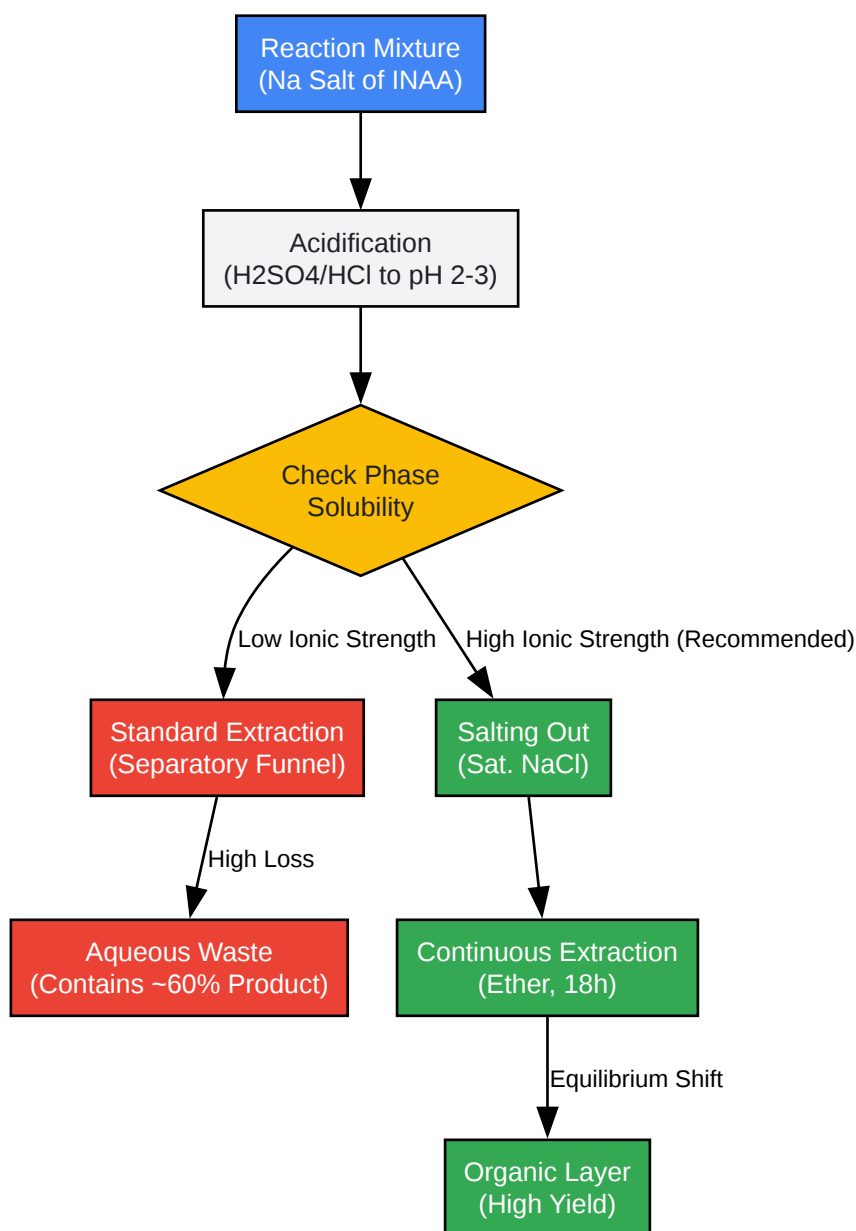 Reaction Mixture
(Na Salt of INAA)
Acidification
(H2SO4/HCl to pH 2-3)
Check Phase
Solubility
Low Ionic Strength
High Ionic Strength (Recommended)
Standard Extraction
(Separatory Funnel)
Salting Out
(Sat. NaCl)
High Loss
Aqueous Waste
(Contains ~60% Product)
Continuous Extraction
(Ether, 18h)
Equilibrium Shift
Organic Layer
(High Yield)